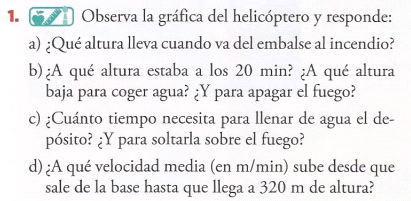 1. Observa la gráfica del helicóptero y responde:
a) ¿Qué altura lleva cuando va del embalse al incendio?
b) ¿A qué altura estaba a los 20 min? ¿A qué altura
baja para coger agua? ¿Y para apagar el fuego?
c) ¿Cuánto tiempo necesita para llenar de agua el de-
pósito? ¿Y para soltarla sobre el fuego?
d) ¿A qué velocidad media (en m/min) sube desde que
sale de la base hasta que llega a 320 m de altura?